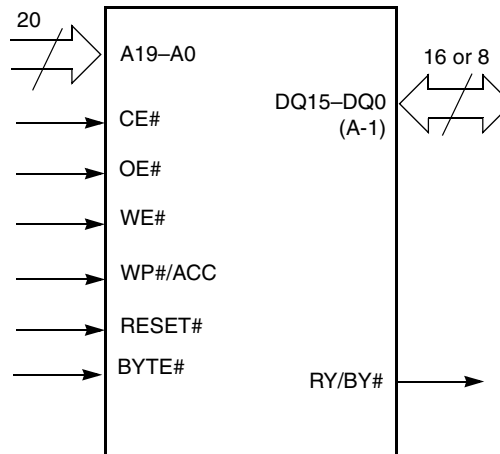 20
A19–A0
16 or 8
DQ15–DQ0
(A-1)
CE#
OE#
WE#
WP#/ACC
RESET#
BYTE#
RY/BY#